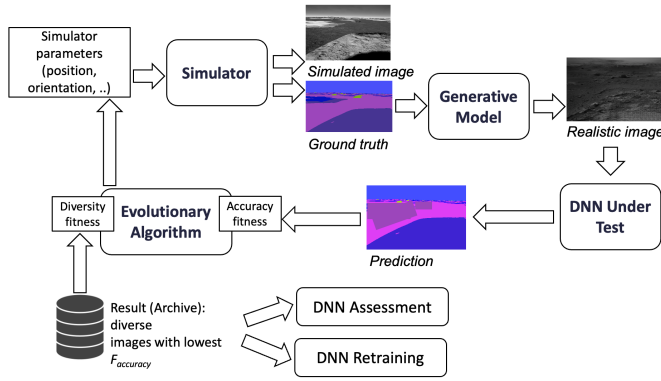 Simulator
parameters
(position,
orientation, ..)
Simulator
Simulated image
Ground truth
Generative
Model
Realistic image
Diversity
fitness
Evolutionary
Algorithm
Accuracy
fitness
Prediction
DNN Under
Test
Result (Archive):
diverse
images with lowest
F_accuracy
DNN Assessment
DNN Retraining